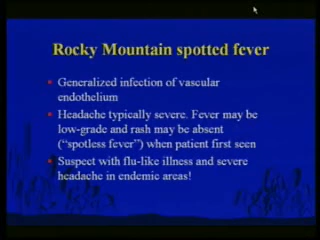 Rocky Mountain spotted fever
Generalized infection of vascular
endothelium
Headache typically severe. Fever may be
low-grade and rash may be absent
("spotless fever") when patient first seen
Suspect with flu-like illness and severe
headache in endemic areas!